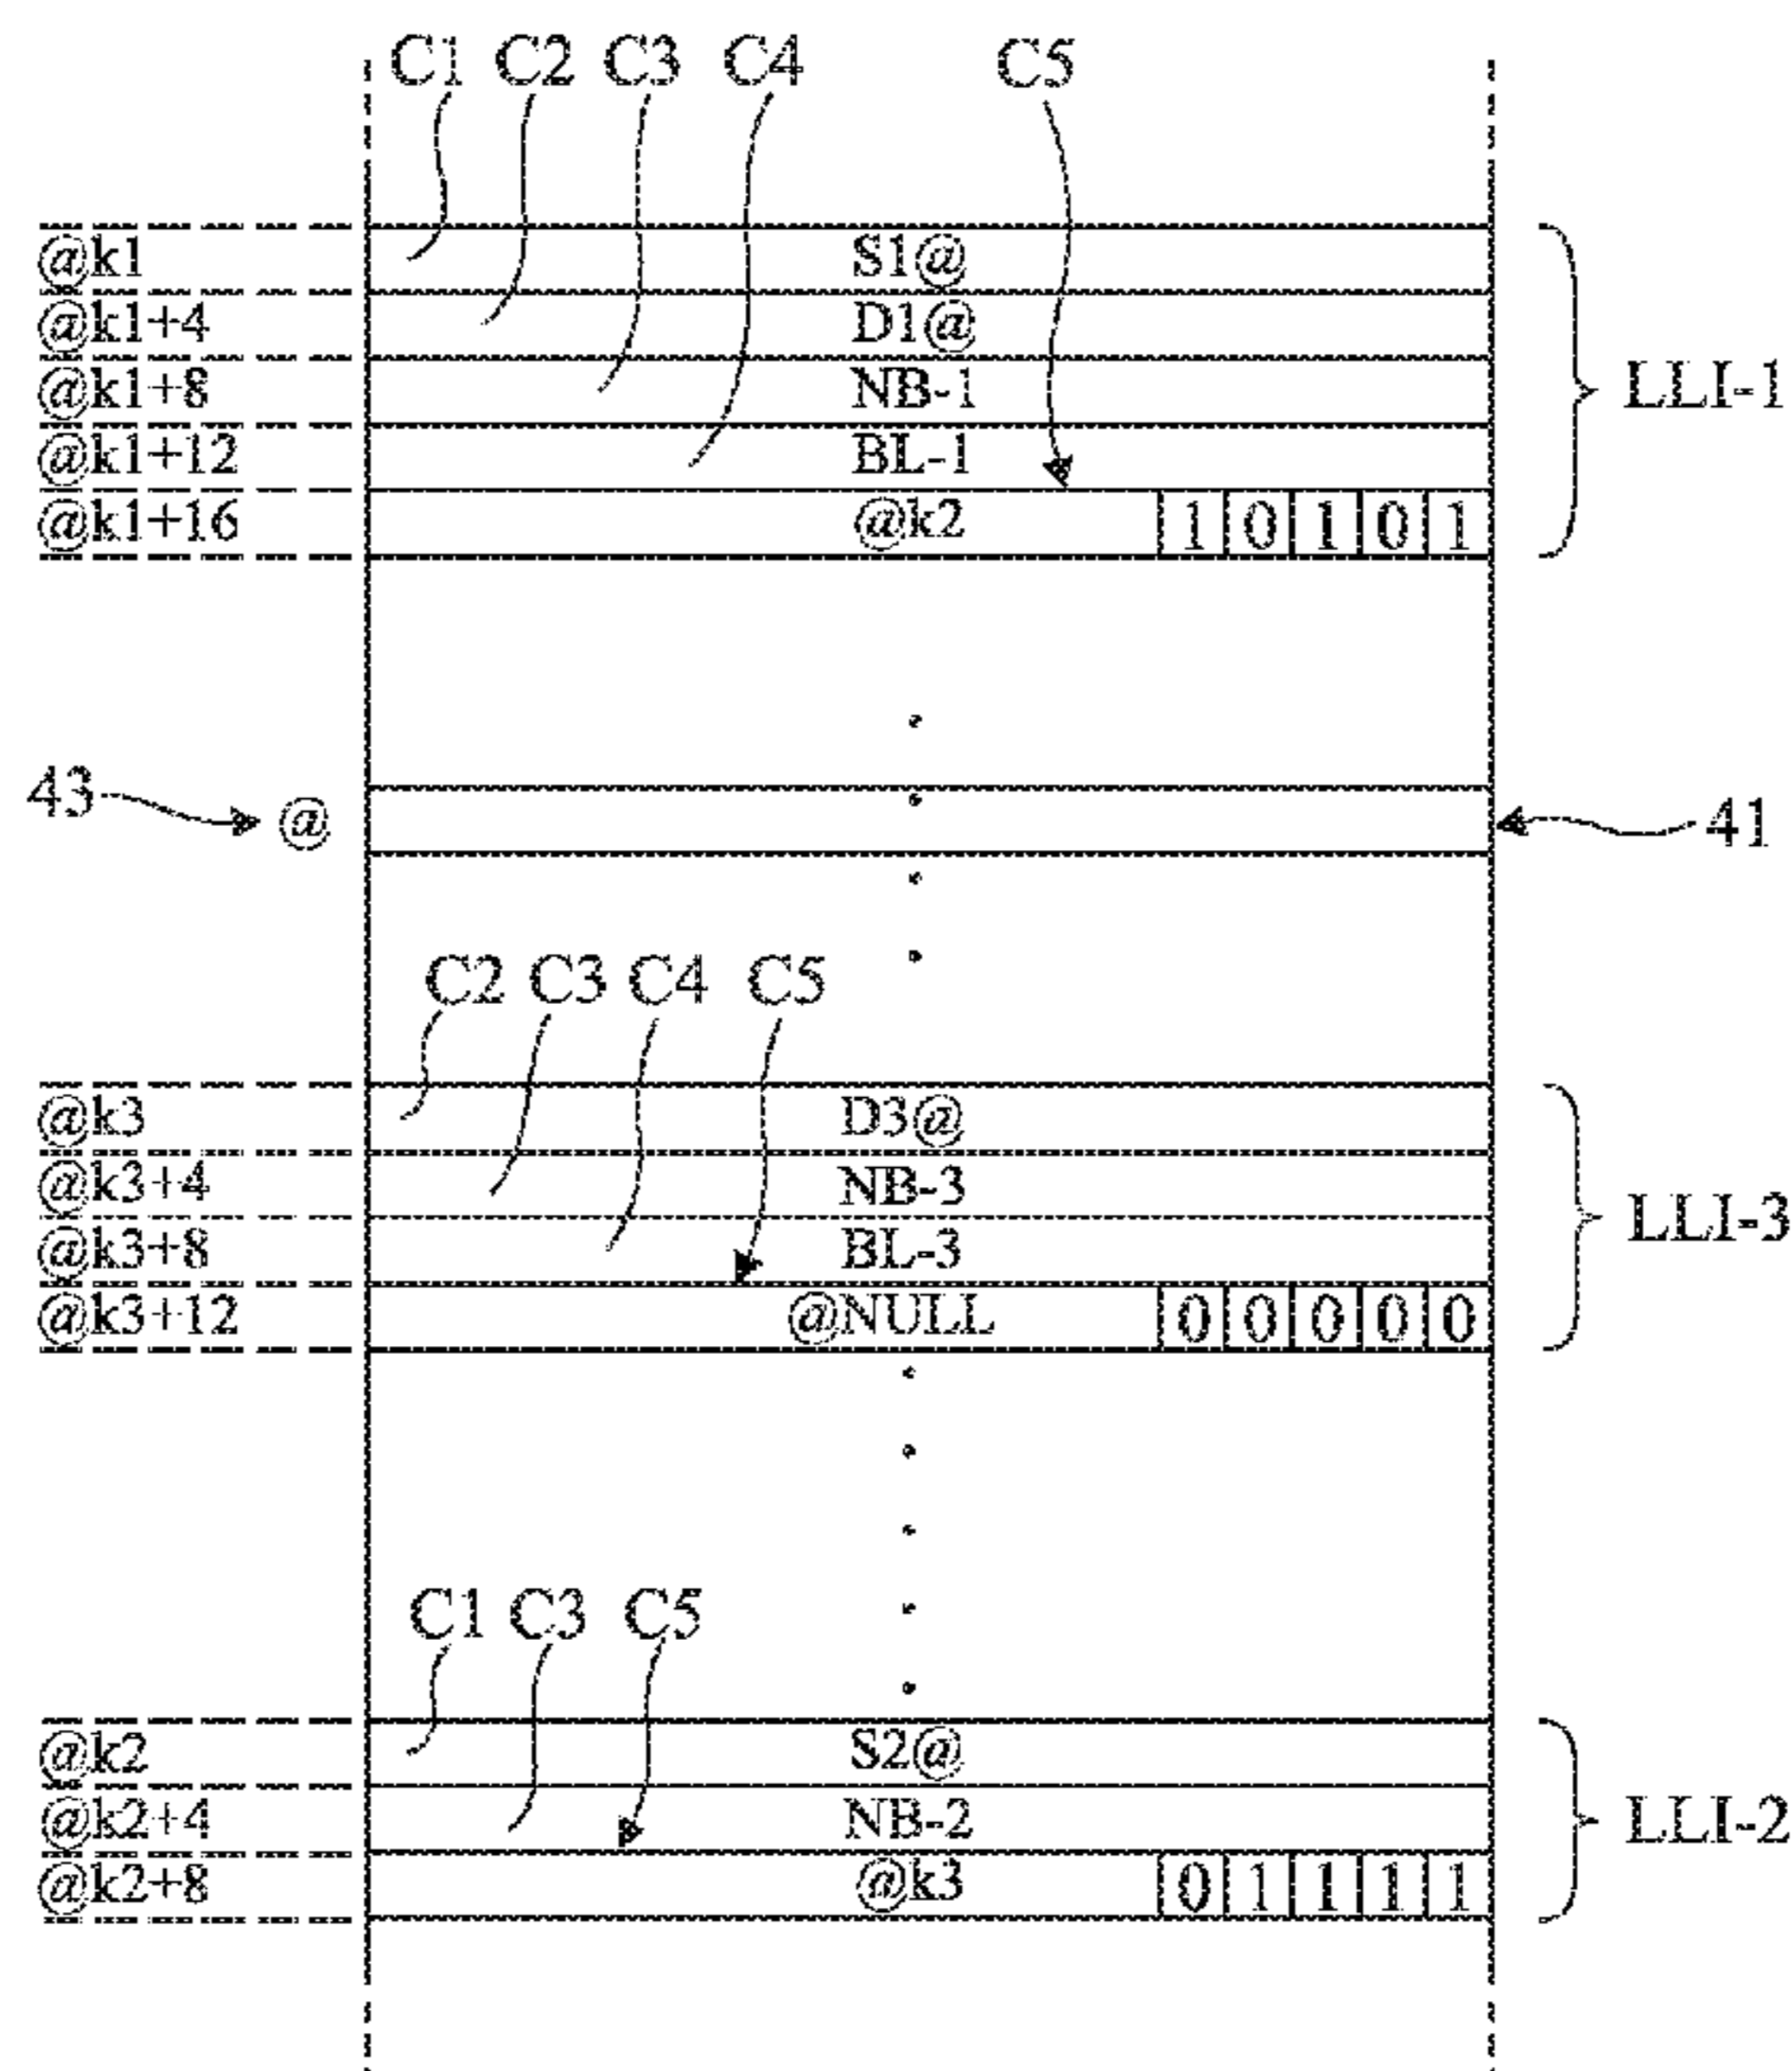 C1 C2 C3 C4 C5
@k1 S1@
@k1+4 D1@
@k1+8 NB-1 LLI-1
@k1+12 BL-1
@k1+16 @k2 1 0 1 0 1
43 @ 41
C2 C3 C4 C5
@k3 D3@
@k3+4 NB-3 LLI-3
@k3+8 BL-3
@k3+12 @NULL 0 0 0 0 0
C1 C3 C5
@k2 S2@
@k2+4 NB-2 LLI-2
@k2+8 @k3 0 1 1 1 1